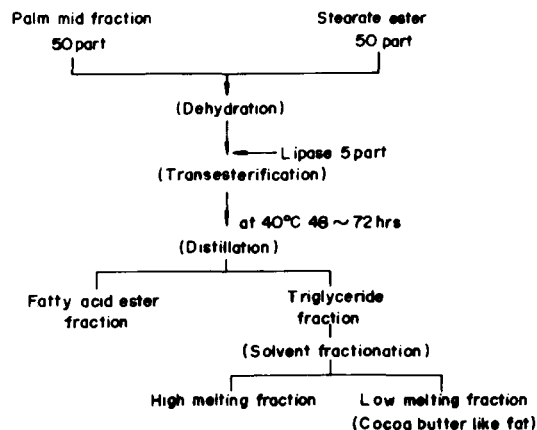 Palm mid fraction
50 part
Stearate ester
50 part
(Dehydration)
Lipase 5 part
(Transesterification)
at 40°C 48 ~ 72 hrs
(Distillation)
Fatty acid ester
fraction
Triglyceride
fraction
(Solvent fractionation)
High melting fraction
Low melting fraction
(Cocoa butter like fat)